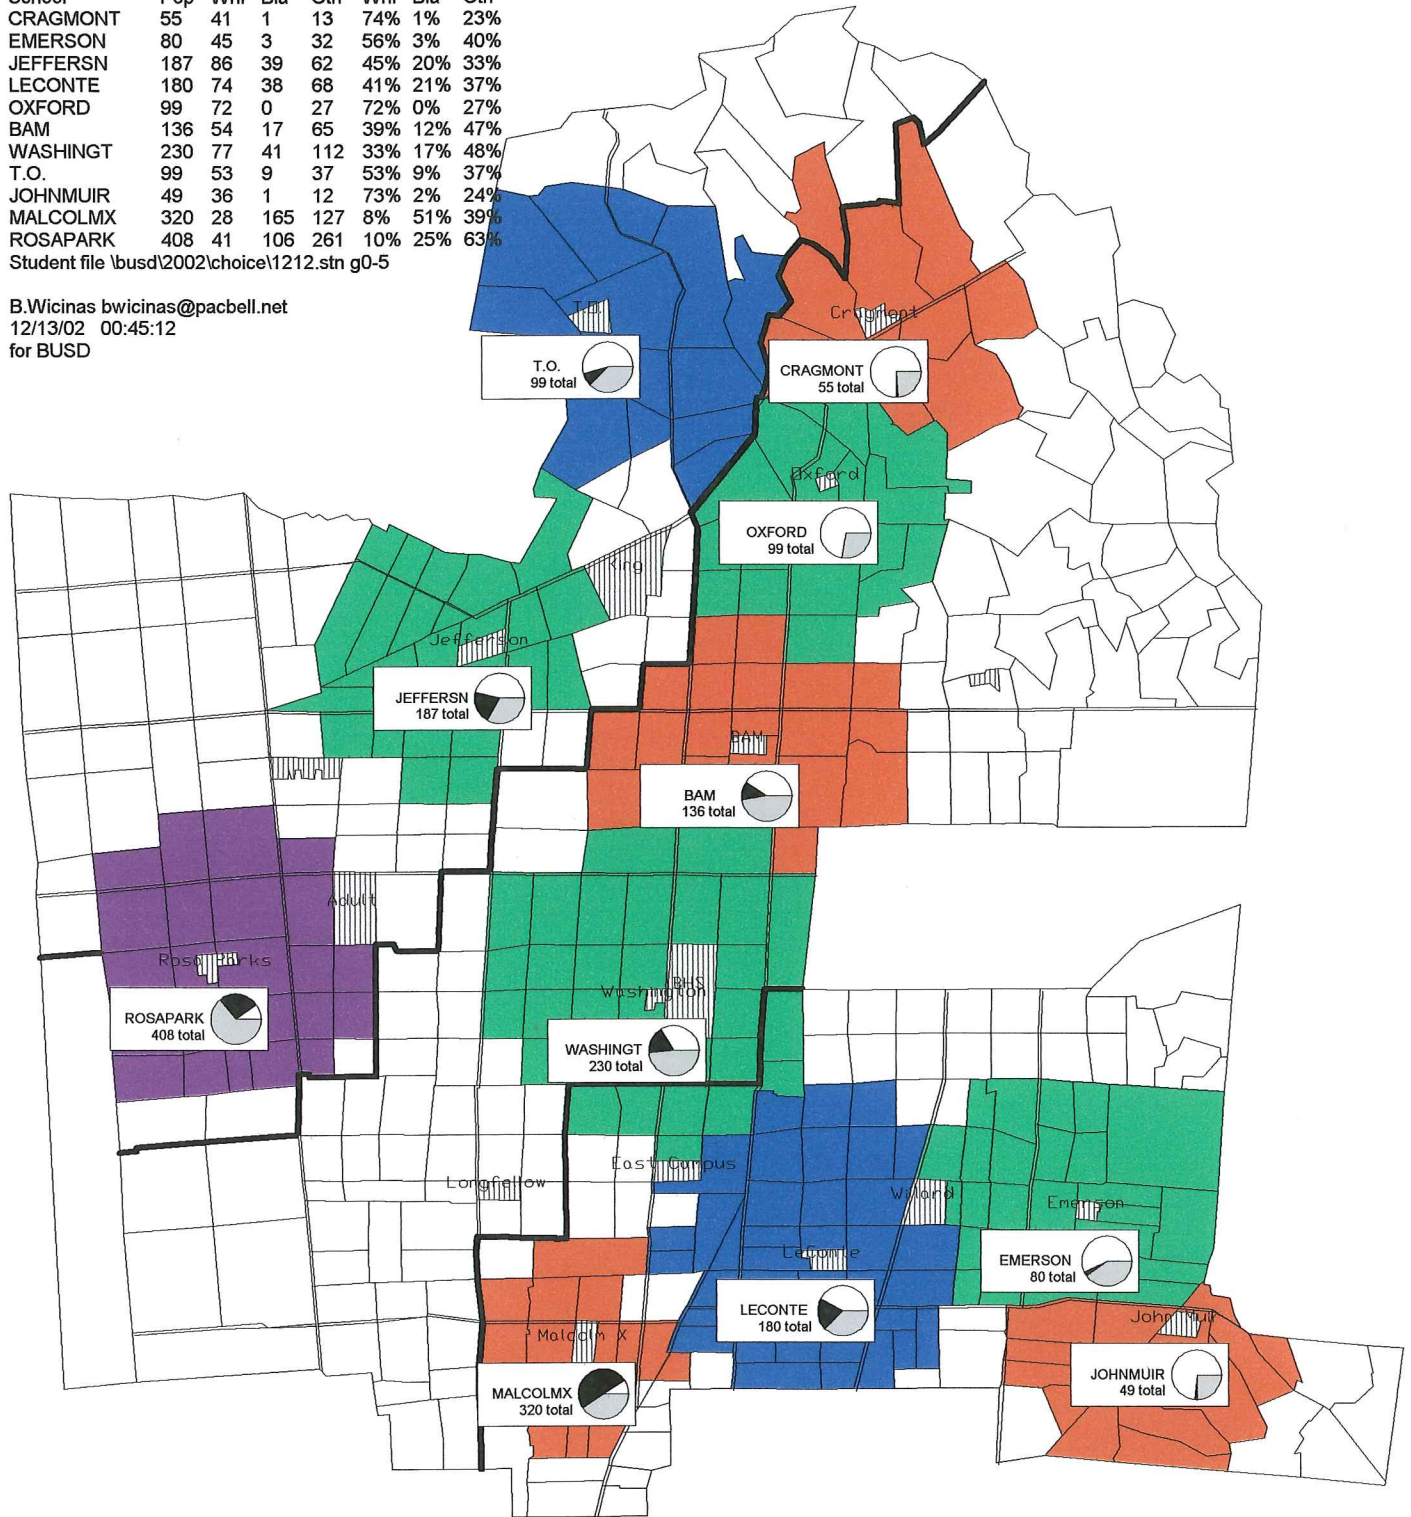 School Pop Whi Bla Oth Whi Bla Oth
CRAGMONT 55 41 1 13 74% 1% 23%
EMERSON 80 45 3 32 56% 3% 40%
JEFFERSN 187 86 39 62 45% 20% 33%
LECONTE 180 74 38 68 41% 21% 37%
OXFORD 99 72 0 27 72% 0% 27%
BAM 136 54 17 65 39% 12% 47%
WASHINGT 230 77 41 112 33% 17% 48%
T.O. 99 53 9 37 53% 9% 37%
JOHNMUIR 49 36 1 12 73% 2% 24%
MALCOLMX 320 28 165 127 8% 51% 39%
ROSAPARK 408 41 106 261 10% 25% 63%
Student file \busd\2002\choice\1212.stn g0-5
B.Wicinas bwicinas@pacbell.net
12/13/02 00:45:12
for BUSD
T.O.
T.O.
99 total
Cragmont
CRAGMONT
55 total
Oxford
OXFORD
99 total
King
Jefferson
JEFFERSN
187 total
BAM
BAM
136 total
Adult
Rosa Parks
ROSAPARK
408 total
BHS
Washington
WASHINGT
230 total
East Campus
Longfellow
Willard
Emerson
EMERSON
80 total
LeConte
LECONTE
180 total
Malcolm X
MALCOLMX
320 total
John Muir
JOHNMUIR
49 total